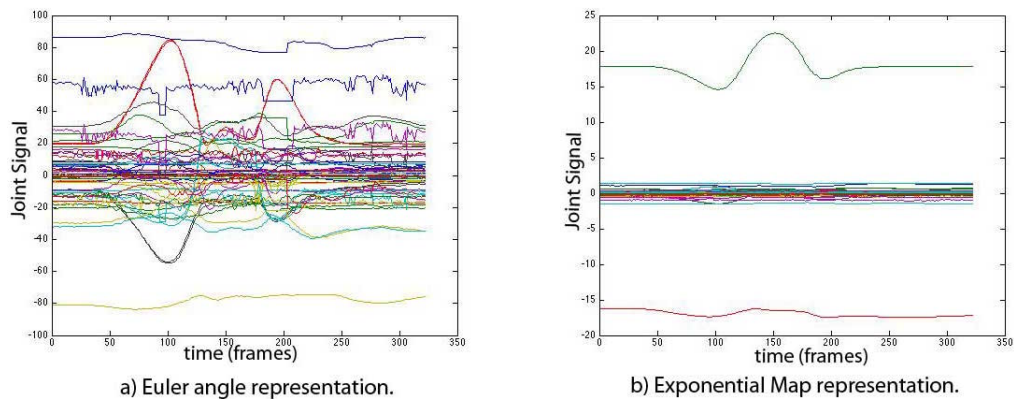 100
80
60
40
20
0
-20
-40
-60
-80
-100
Joint Signal
0 50 100 150 200 250 300 350
time (frames)
a) Euler angle representation.
25
20
15
10
5
0
-5
-10
-15
-20
Joint Signal
0 50 100 150 200 250 300 350
time (frames)
b) Exponential Map representation.